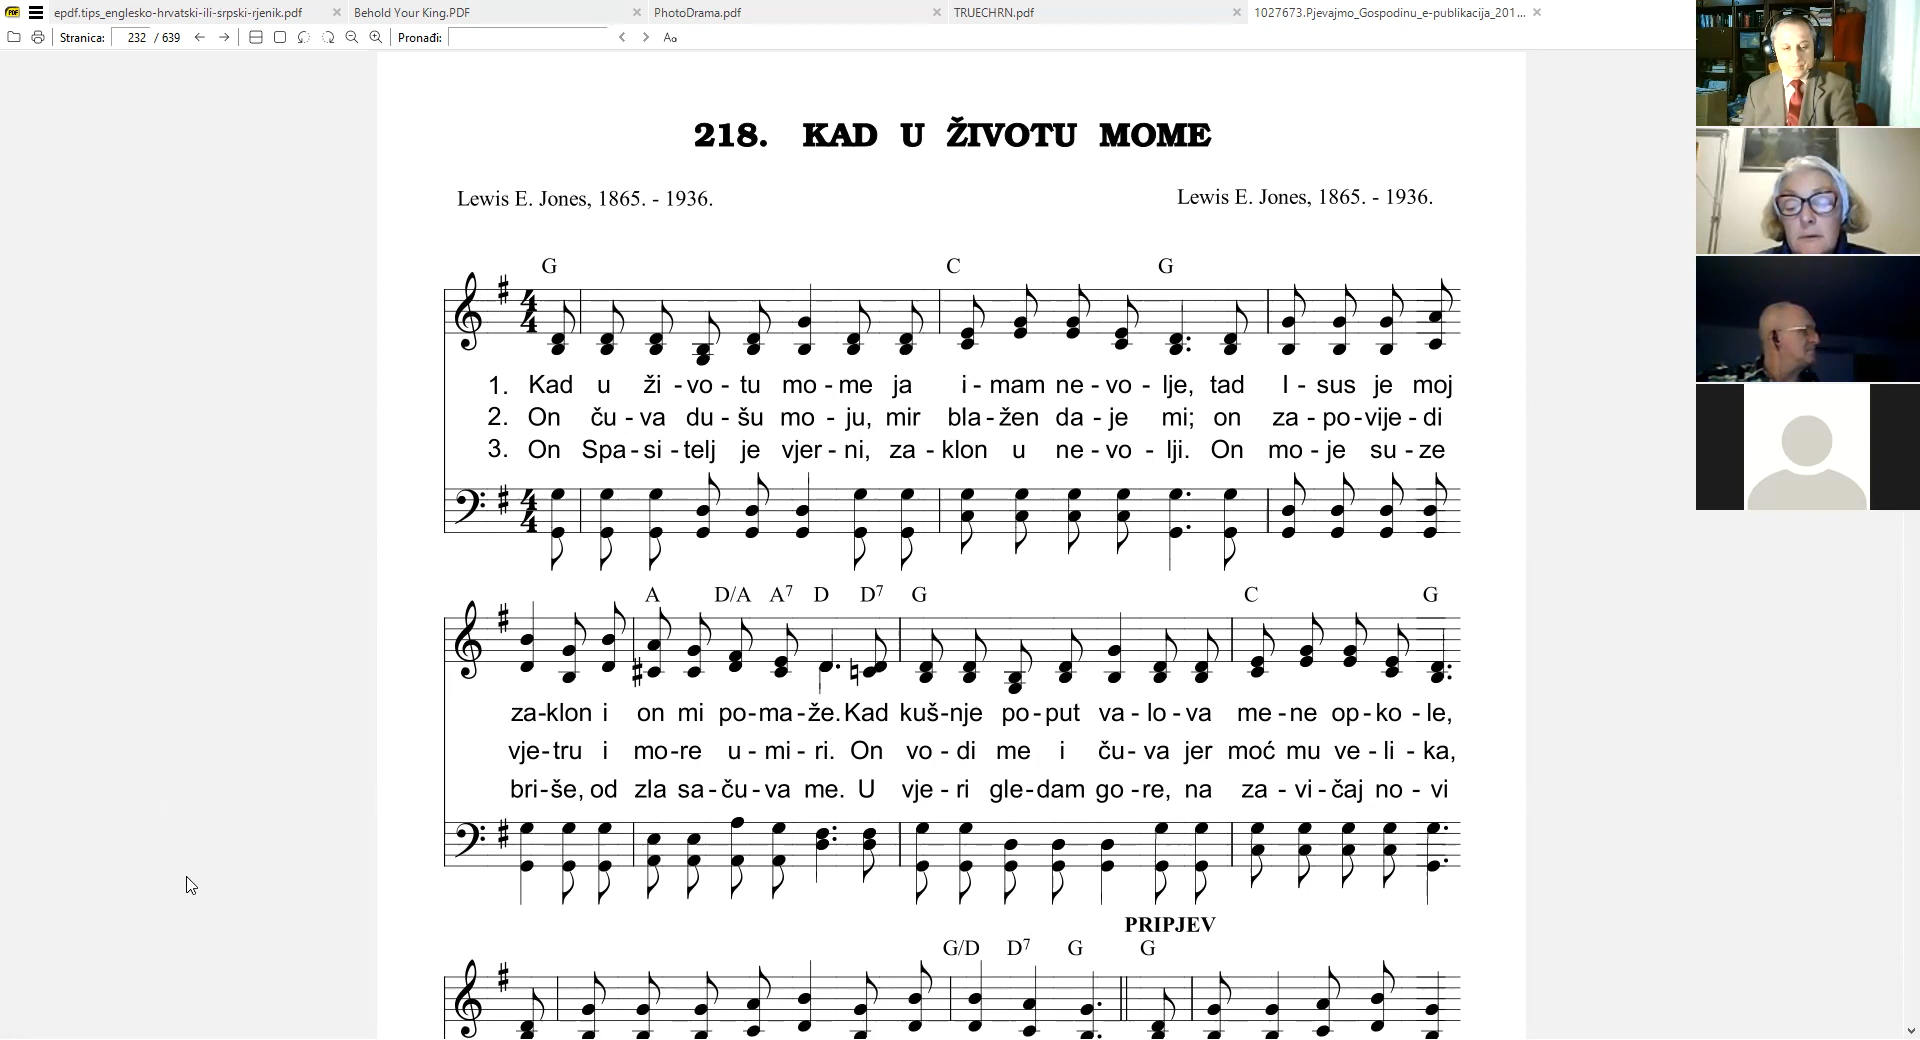 epdf.tips_englesko-hrvatski-ili-srpski-rjenik.pdf
Behold Your King.PDF
PhotoDrama.pdf
TRUECHRN.pdf
1027673.Pjevajmo_Gospodinu_e-publikacija_201...
Stranica: 232 / 639
Pronađi:
218. KAD U ŽIVOTU MOME
Lewis E. Jones, 1865. - 1936.
Lewis E. Jones, 1865. - 1936.
G C G
4 4
1. Kad u ži - vo - tu mo - me ja i - mam ne - vo - lje, tad I - sus je moj
2. On ču - va du - šu mo - ju, mir bla - žen da - je mi; on za - po - vije - di
3. On Spa - si - telj je vjer - ni, za - klon u ne - vo - lji. On mo - je su - ze
4 4
A D/A A7 D D7 G C G
za-klon i on mi po-ma-že. Kad kuš-nje po-put va-lo-va me-ne op-ko-le,
vje-tru i mo-re u-mi-ri. On vo-di me i ču-va jer moć mu ve-li-ka,
bri-še, od zla sa-ču-va me. U vje-ri gle-dam go-re, na za-vi-čaj no-vi
PRIPJEV
G/D D7 G G